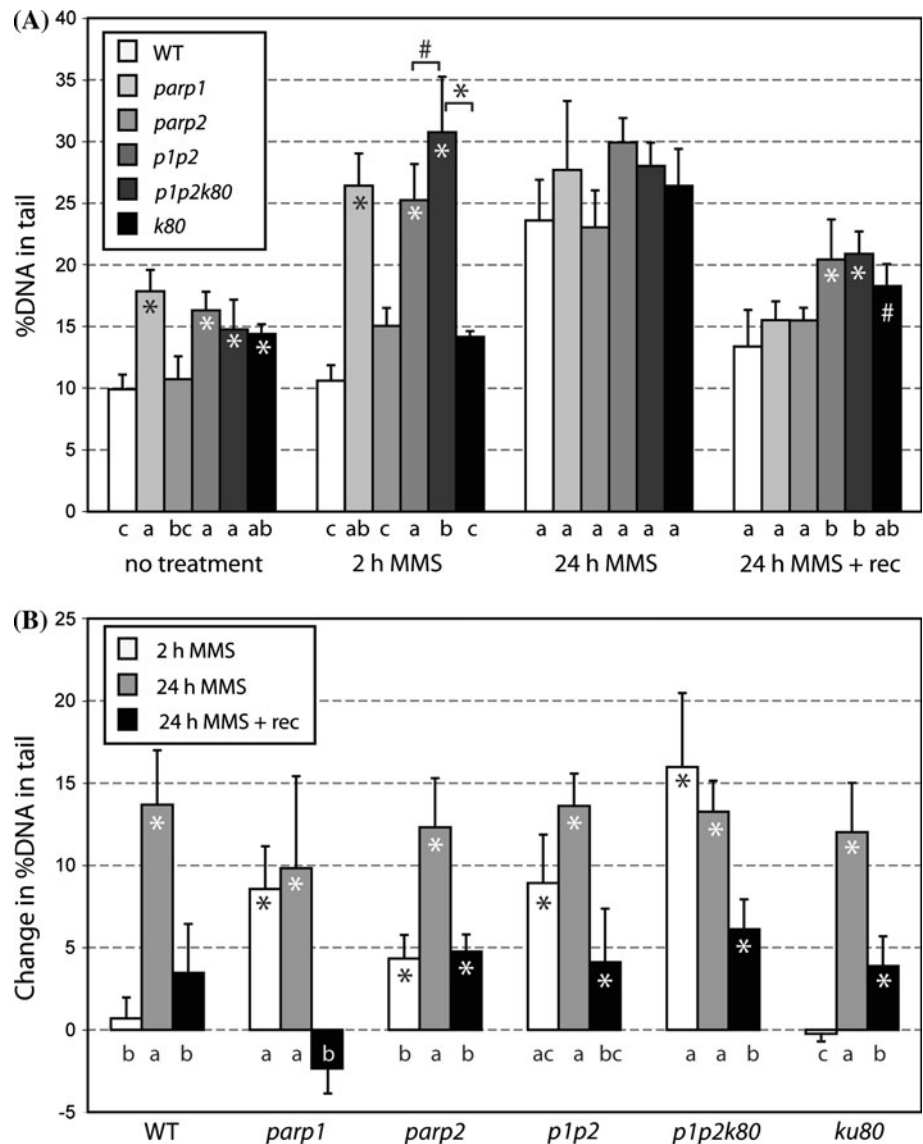 (A)
40
35
30
25
20
15
10
5
0
%DNA in tail
WT
parp1
parp2
p1p2
p1p2k80
k80
#
*
* * * * 
* * *
* * #
c a bc a a ab
c ab c a b c
a a a a a a
a a a b b ab
no treatment
2 h MMS
24 h MMS
24 h MMS + rec
(B)
25
20
15
10
5
0
-5
Change in %DNA in tail
2 h MMS
24 h MMS
24 h MMS + rec
*
* *
* * *
* * *
* * *
* *
b a b
a a b
b a b
ac a bc
a a b
c a b
WT
parp1
parp2
p1p2
p1p2k80
ku80